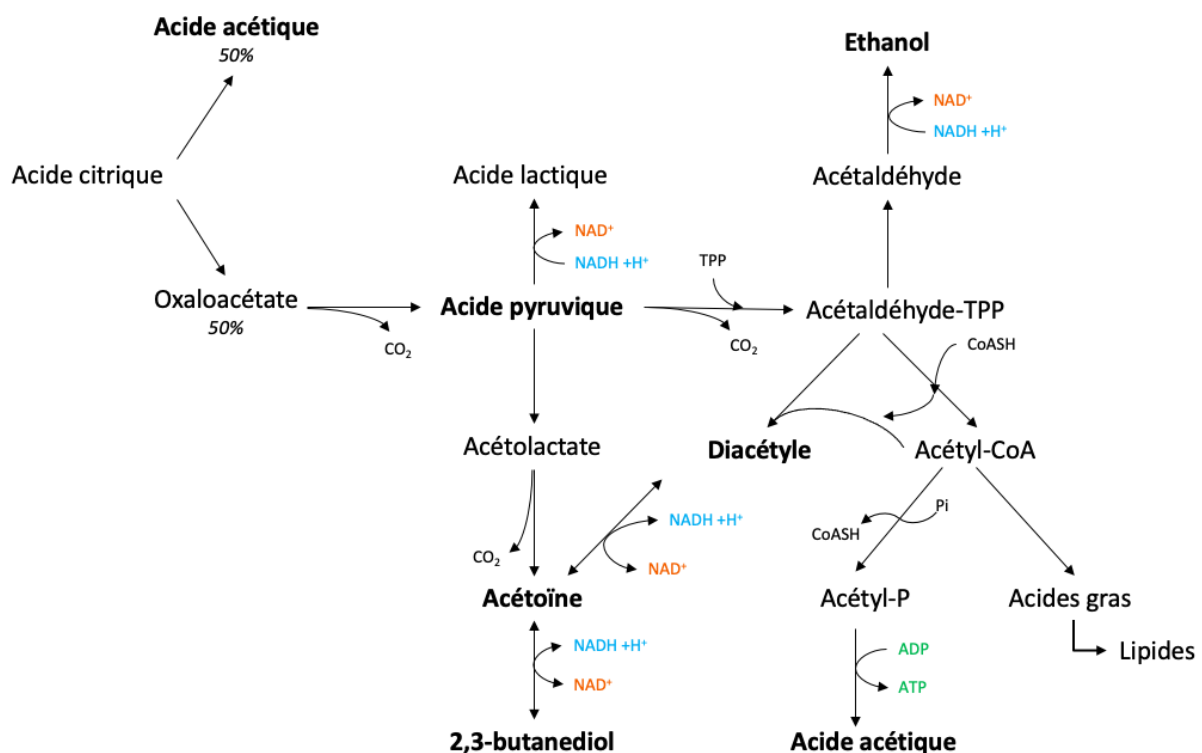 Acide acétique
50%
Ethanol
NAD⁺
NADH +H⁺
Acide citrique
Acide lactique
Acétaldéhyde
NAD⁺
NADH +H⁺
TPP
Oxaloacétate
50%
Acide pyruvique
Acétaldéhyde-TPP
CO₂
CO₂
CoASH
Acétolactate
Diacétyle
Acétyl-CoA
NADH +H⁺
Pi
CoASH
CO₂
NAD⁺
Acétoïne
Acétyl-P
Acides gras
NADH +H⁺
NAD⁺
ADP
ATP
Lipides
2,3-butanediol
Acide acétique